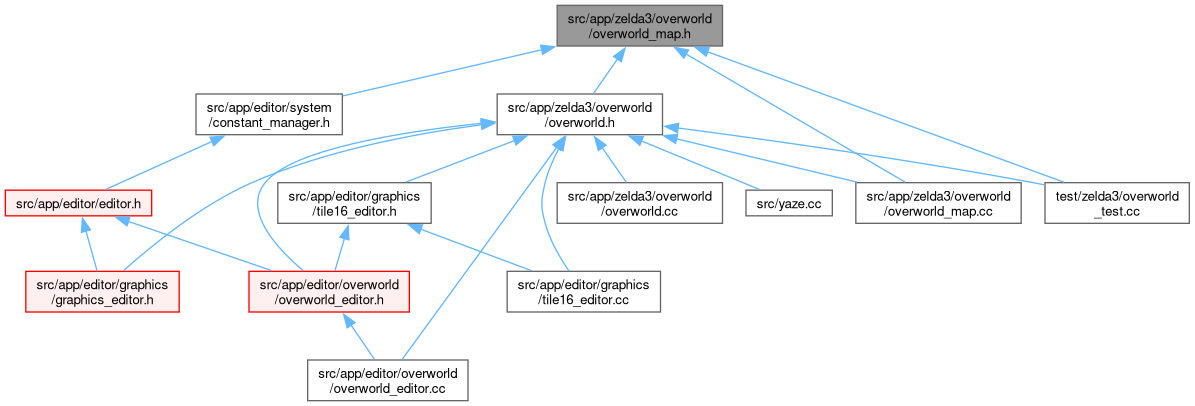 src/app/zelda3/overworld
/overworld_map.h
src/app/editor/system
/constant_manager.h
src/app/zelda3/overworld
/overworld.h
src/app/editor/editor.h
src/app/editor/graphics
/tile16_editor.h
src/app/zelda3/overworld
/overworld.cc
src/yaze.cc
src/app/zelda3/overworld
/overworld_map.cc
test/zelda3/overworld
_test.cc
src/app/editor/graphics
/graphics_editor.h
src/app/editor/overworld
/overworld_editor.h
src/app/editor/graphics
/tile16_editor.cc
src/app/editor/overworld
/overworld_editor.cc